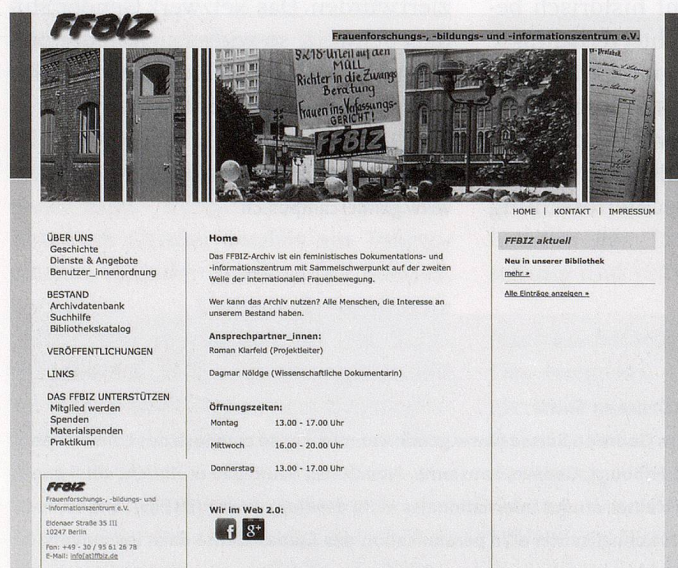 FFBIZ
Frauenforschungs-, -bildungs- und -informationszentrum e.V.
§218-Urteil auf den
MÜLL
Richter in die Zwangs
Beratung
Frauen ins Verfassungs-
GERICHT!
FFBIZ
HOME | KONTAKT | IMPRESSUM
ÜBER UNS
Geschichte
Dienste & Angebote
Benutzer_innenordnung
BESTAND
Archivdatenbank
Suchhilfe
Bibliothekskatalog
VERÖFFENTLICHUNGEN
LINKS
DAS FFBIZ UNTERSTÜTZEN
Mitglied werden
Spenden
Materialspenden
Praktikum
FFBIZ
Frauenforschungs-, -bildungs- und
-informationszentrum e.V.
Eldenaer Straße 35 III
10247 Berlin
Fon: +49 - 30 / 95 61 26 78
E-Mail: info[at]ffbiz.de
Home
Das FFBIZ-Archiv ist ein feministisches Dokumentations- und
-informationszentrum mit Sammelschwerpunkt auf der zweiten
Welle der internationalen Frauenbewegung.
Wer kann das Archiv nutzen? Alle Menschen, die Interesse an
unserem Bestand haben.
Ansprechpartner_innen:
Roman Klarfeld (Projektleiter)
Dagmar Nöldge (Wissenschaftliche Dokumentarin)
Öffnungszeiten:
Montag 13.00 - 17.00 Uhr
Mittwoch 16.00 - 20.00 Uhr
Donnerstag 13.00 - 17.00 Uhr
Wir im Web 2.0:
f g+
FFBIZ aktuell
Neu in unserer Bibliothek
mehr »
Alle Einträge anzeigen »